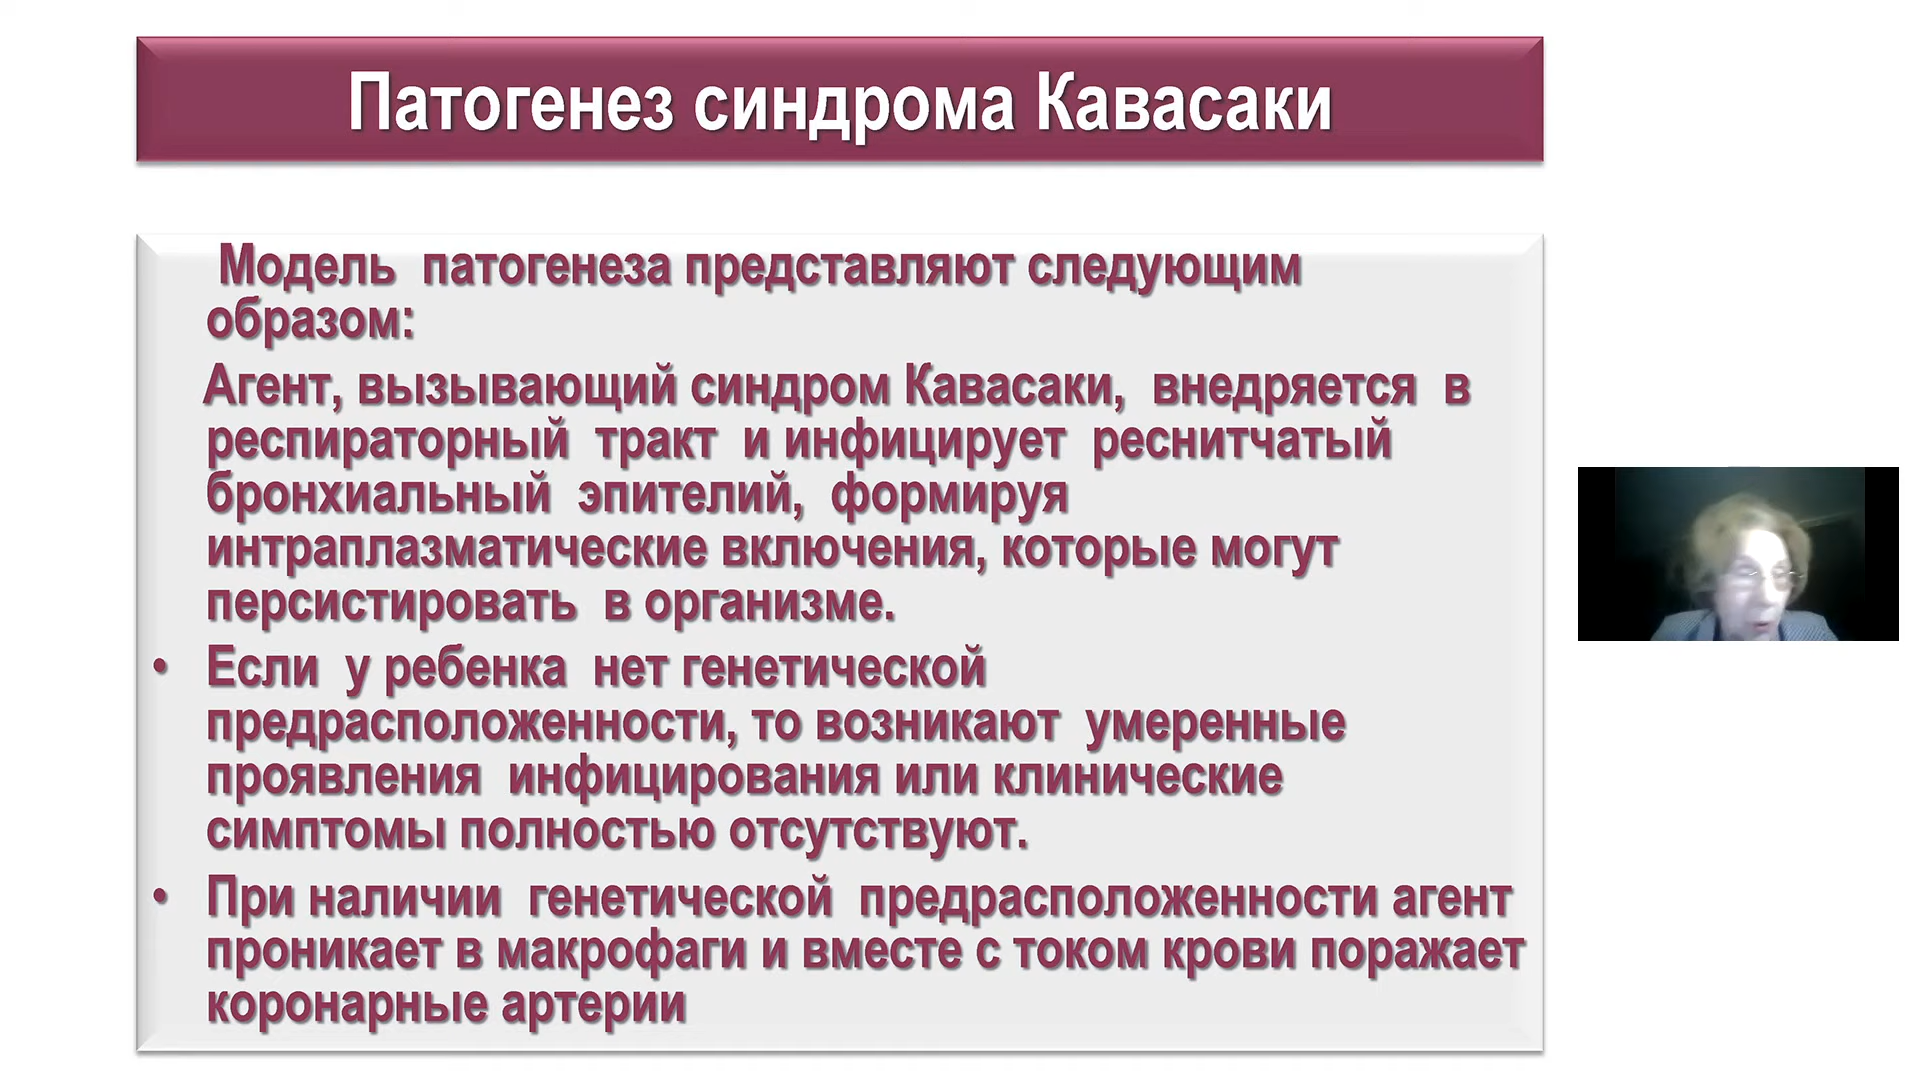 Патогенез синдрома Кавасаки
Модель патогенеза представляют следующим
образом:
Агент, вызывающий синдром Кавасаки, внедряется в
респираторный тракт и инфицирует реснитчатый
бронхиальный эпителий, формируя
интраплазматические включения, которые могут
персистировать в организме.
• Если у ребенка нет генетической
предрасположенности, то возникают умеренные
проявления инфицирования или клинические
симптомы полностью отсутствуют.
• При наличии генетической предрасположенности агент
проникает в макрофаги и вместе с током крови поражает
коронарные артерии